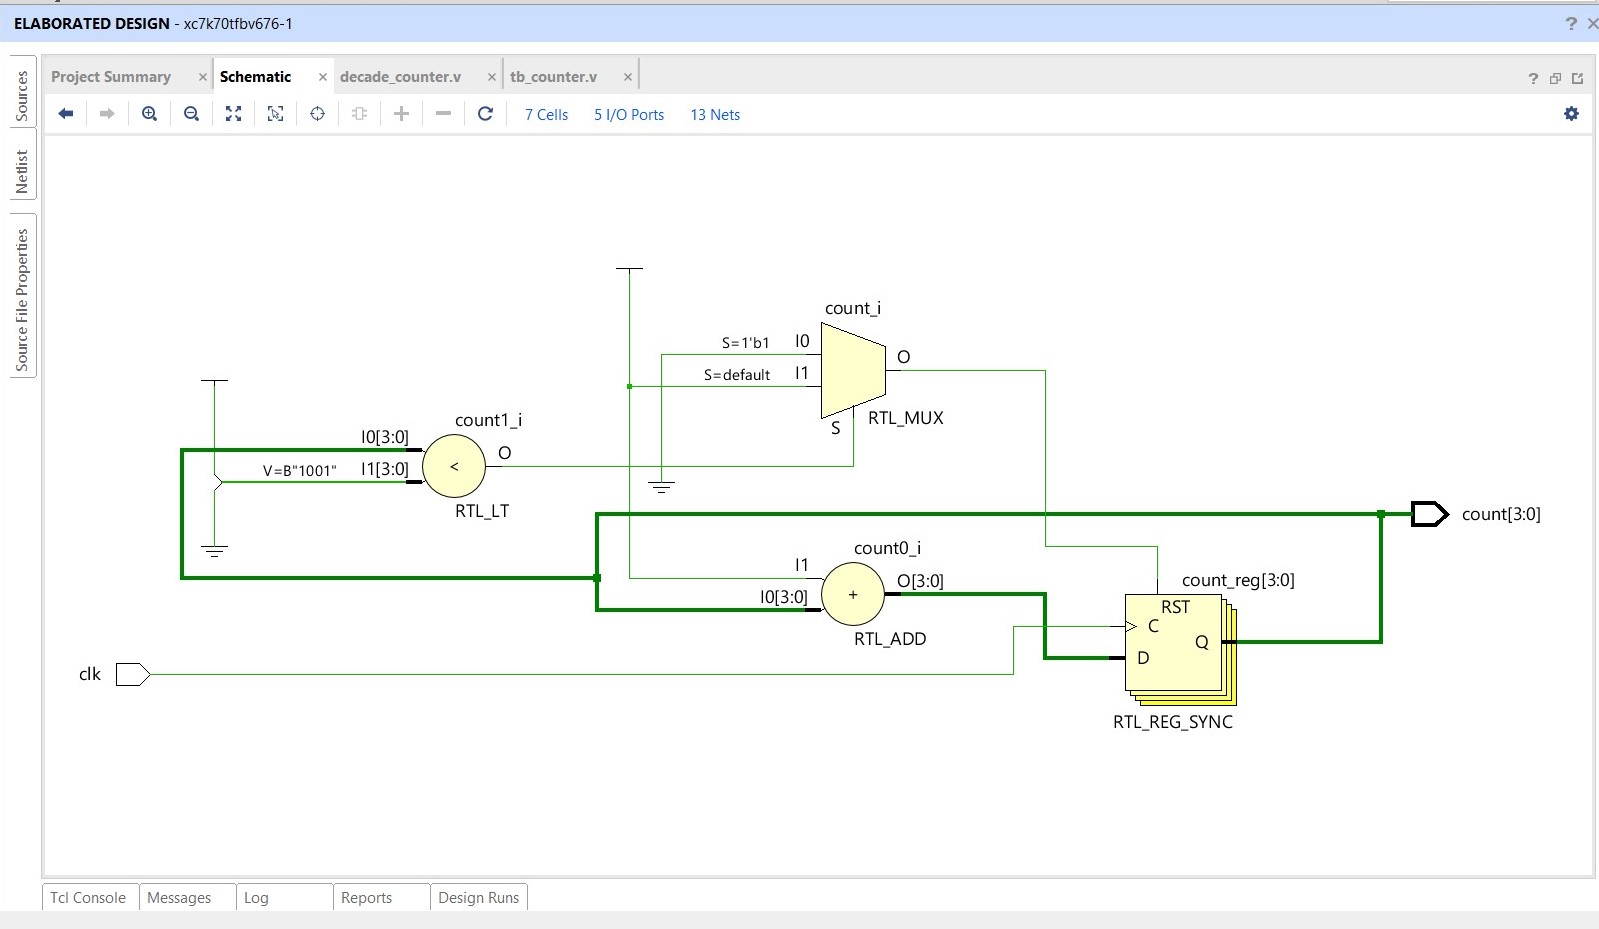 ELABORATED DESIGN - xc7k70tfbv676-1
? ×
Project Summary × Schematic × decade_counter.v × tb_counter.v ×
?
7 Cells 5 I/O Ports 13 Nets
Sources
Netlist
Source File Properties
count_i
S=1'b1 I0
O
S=default I1
S
RTL_MUX
count1_i
I0[3:0]
O
<
V=B"1001" I1[3:0]
RTL_LT
count[3:0]
count0_i
I1
O[3:0]
+
I0[3:0]
RTL_ADD
count_reg[3:0]
RST
C
Q
D
RTL_REG_SYNC
clk
Tcl Console Messages Log Reports Design Runs